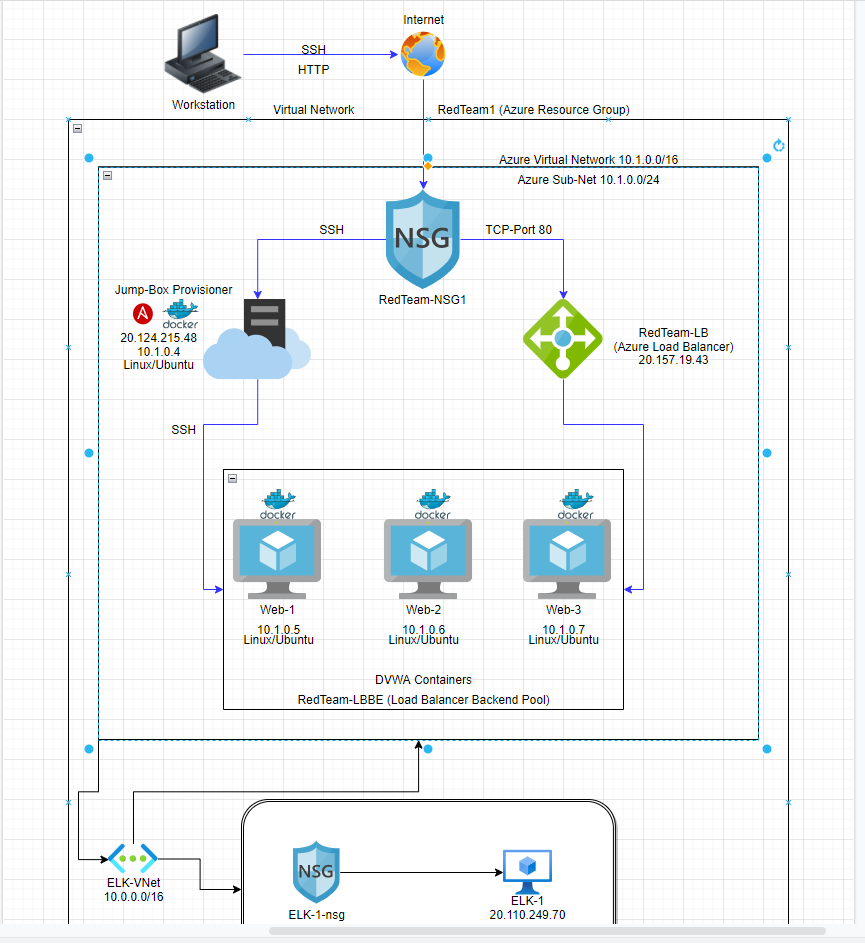 Internet
SSH
HTTP
Workstation
Virtual Network
RedTeam1 (Azure Resource Group)
Azure Virtual Network 10.1.0.0/16
Azure Sub-Net 10.1.0.0/24
SSH
NSG
TCP-Port 80
RedTeam-NSG1
Jump-Box Provisioner
A
docker
20.124.215.48
10.1.0.4
Linux/Ubuntu
RedTeam-LB
(Azure Load Balancer)
20.157.19.43
SSH
docker
docker
docker
Web-1
Web-2
Web-3
10.1.0.5
10.1.0.6
10.1.0.7
Linux/Ubuntu
Linux/Ubuntu
Linux/Ubuntu
DVWA Containers
RedTeam-LBBE (Load Balancer Backend Pool)
ELK-VNet
10.0.0.0/16
NSG
ELK-1-nsg
ELK-1
20.110.249.70